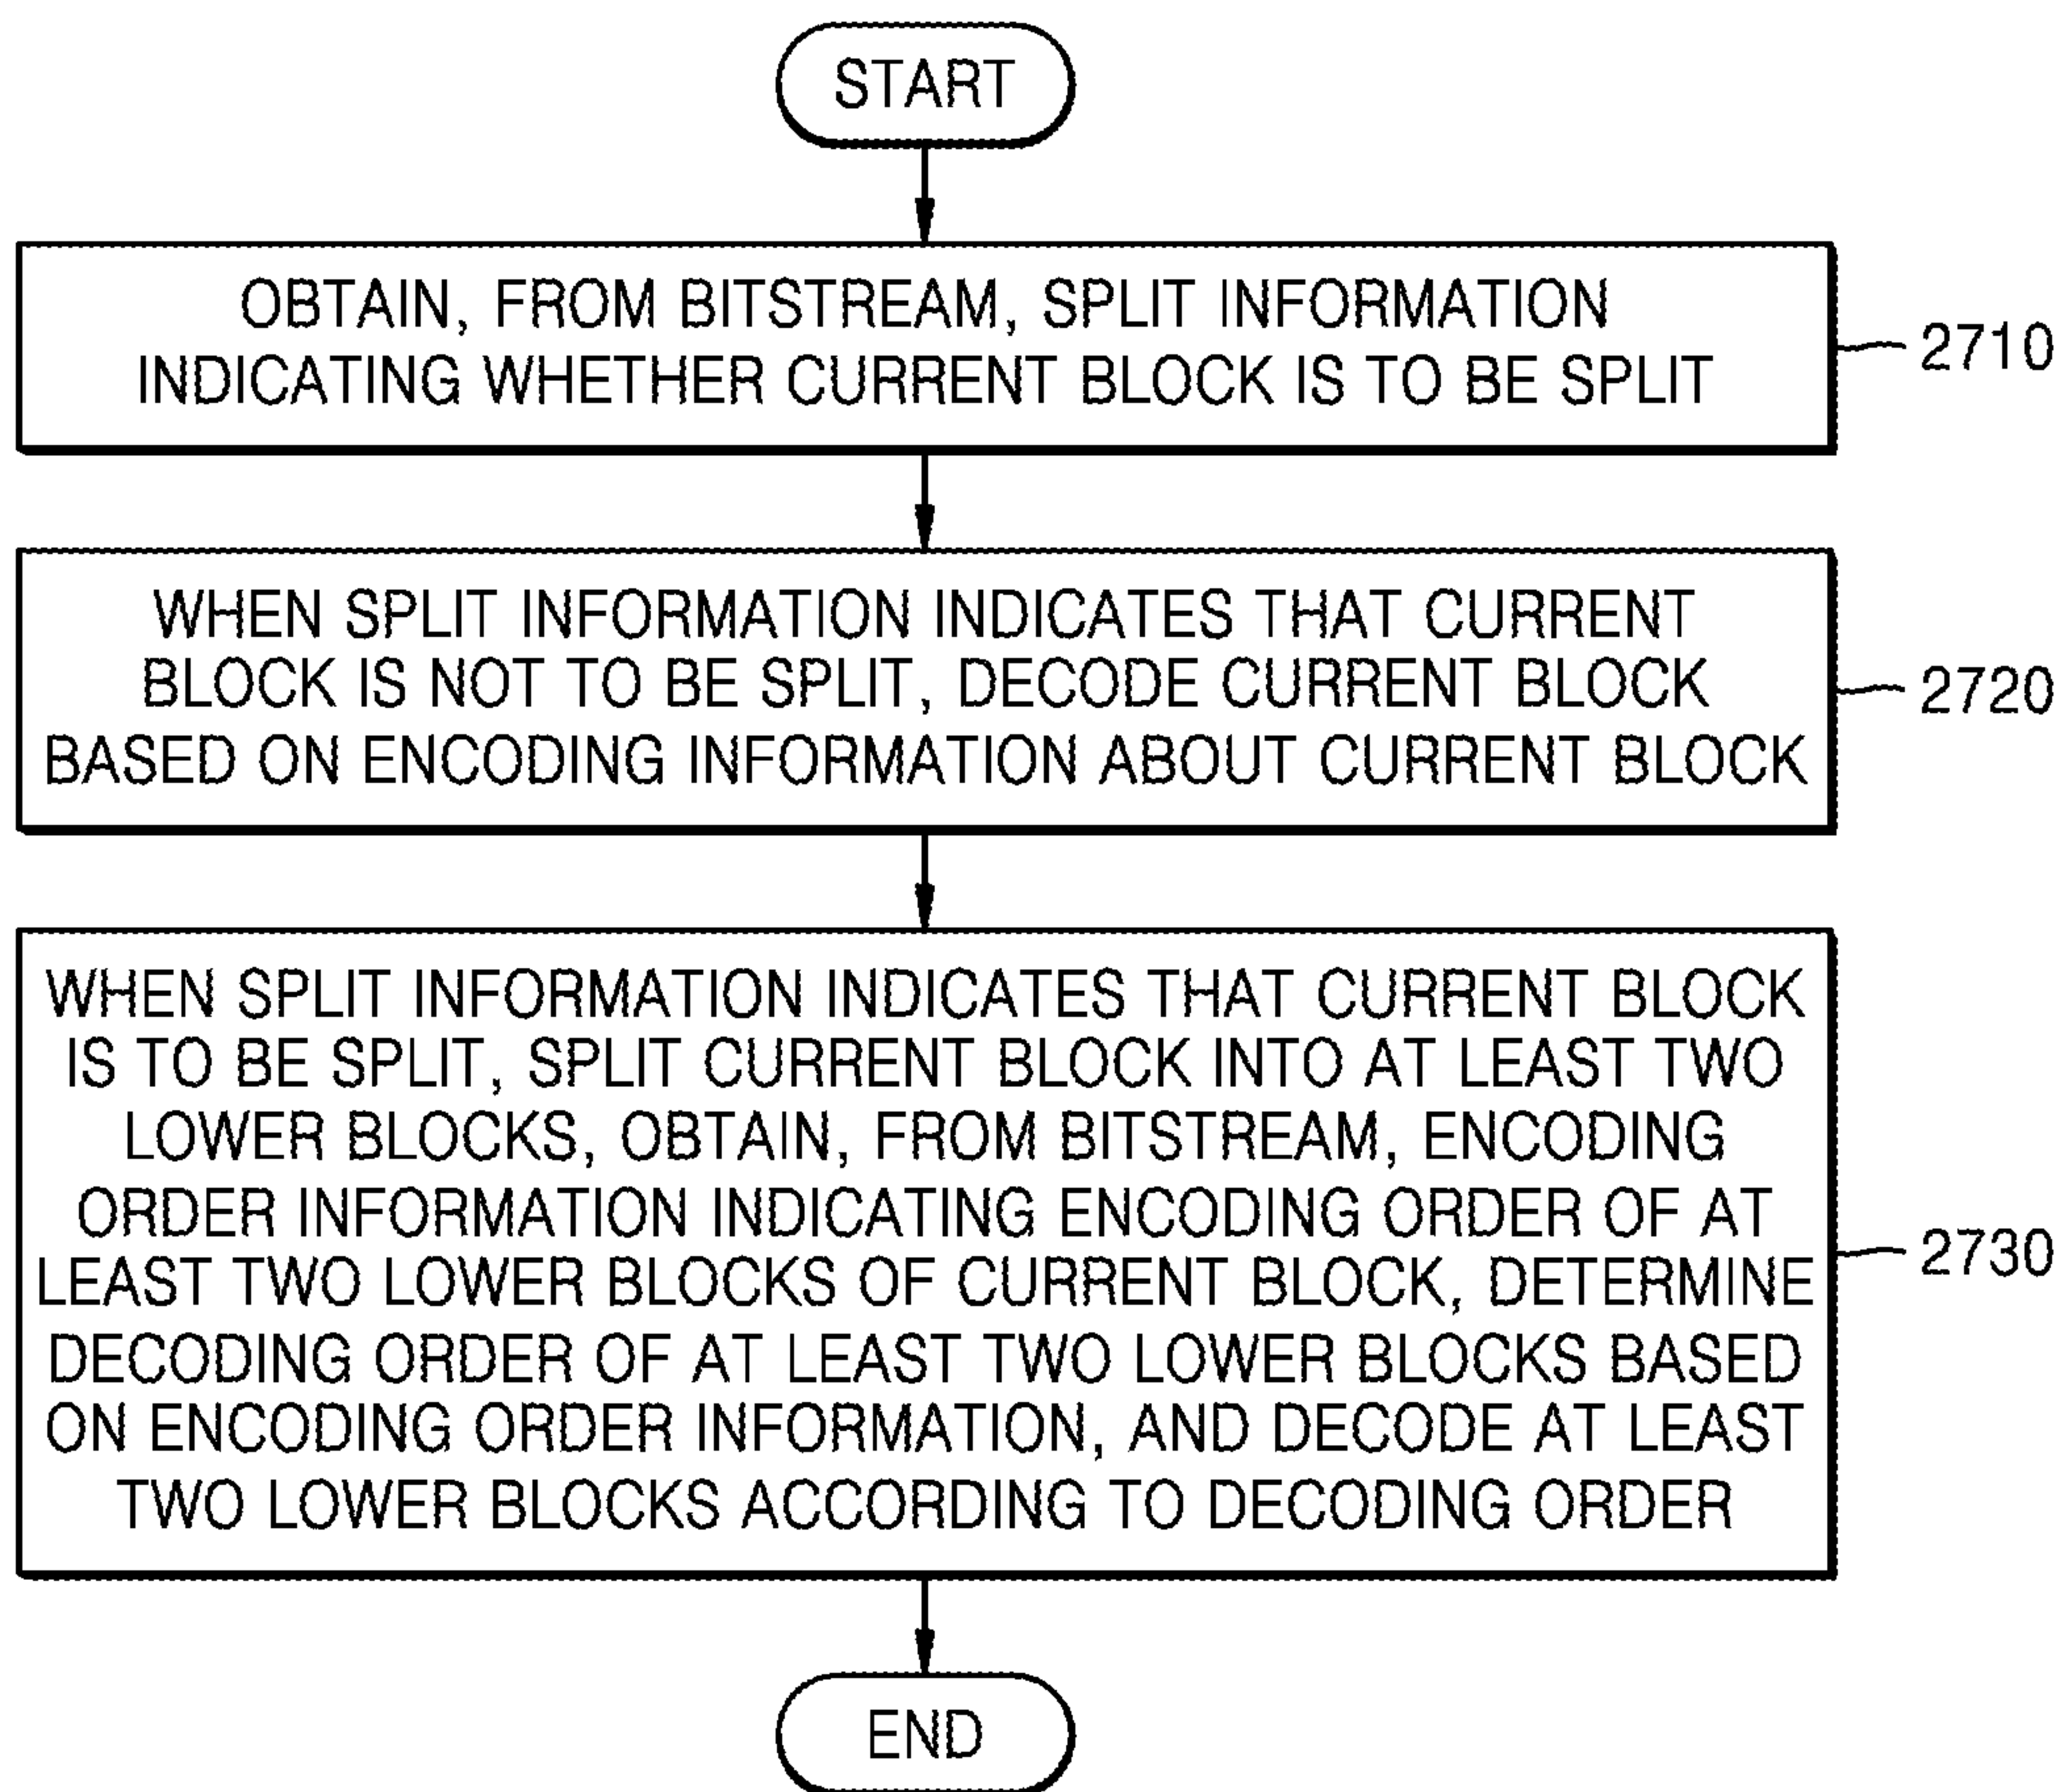 START
OBTAIN, FROM BITSTREAM, SPLIT INFORMATION
INDICATING WHETHER CURRENT BLOCK IS TO BE SPLIT
2710
WHEN SPLIT INFORMATION INDICATES THAT CURRENT
BLOCK IS NOT TO BE SPLIT, DECODE CURRENT BLOCK
BASED ON ENCODING INFORMATION ABOUT CURRENT BLOCK
2720
WHEN SPLIT INFORMATION INDICATES THAT CURRENT BLOCK
IS TO BE SPLIT, SPLIT CURRENT BLOCK INTO AT LEAST TWO
LOWER BLOCKS, OBTAIN, FROM BITSTREAM, ENCODING
ORDER INFORMATION INDICATING ENCODING ORDER OF AT
LEAST TWO LOWER BLOCKS OF CURRENT BLOCK, DETERMINE
DECODING ORDER OF AT LEAST TWO LOWER BLOCKS BASED
ON ENCODING ORDER INFORMATION, AND DECODE AT LEAST
TWO LOWER BLOCKS ACCORDING TO DECODING ORDER
2730
END